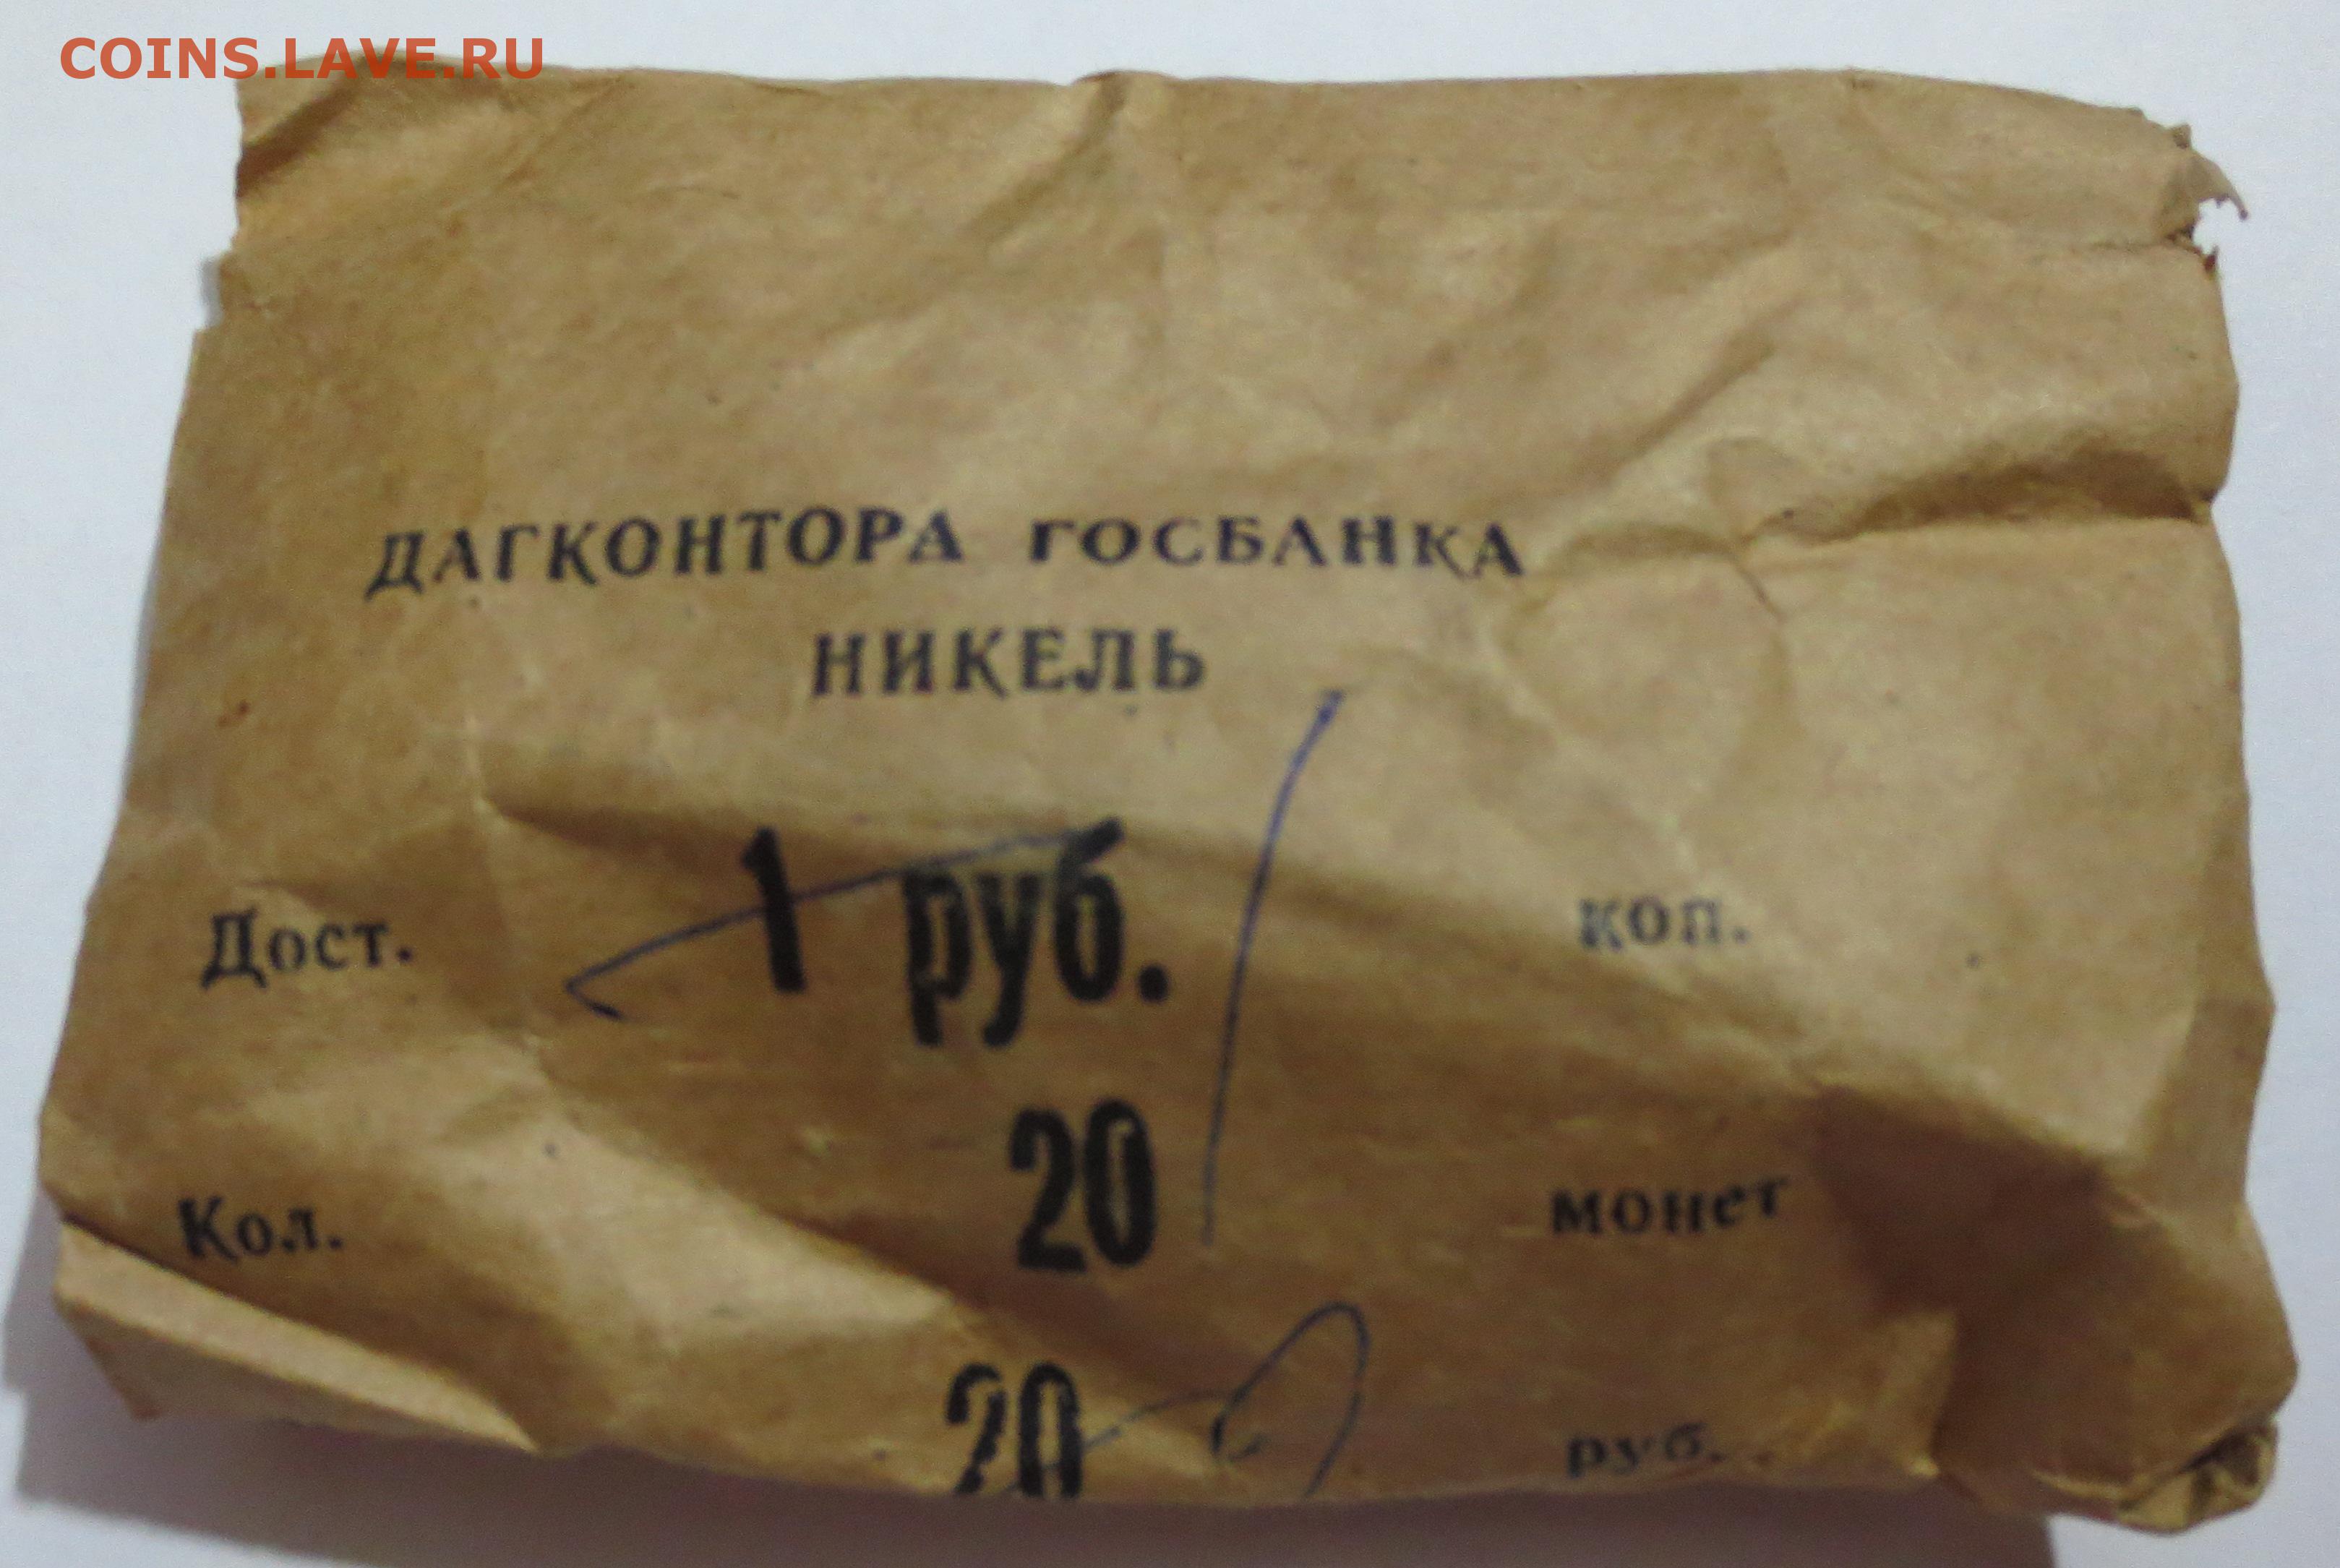 COINS.LAVE.RU
ДАГКОНТОРА ГОСБАНКА
НИКЕЛЬ
Дост. 1 руб. коп.
Кол. 20 монет
20 руб.